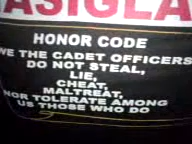 ASIGLA
HONOR CODE
WE THE CADET OFFICERS
DO NOT STEAL,
LIE,
CHEAT,
MALTREAT,
NOR TOLERATE AMONG
US THOSE WHO DO